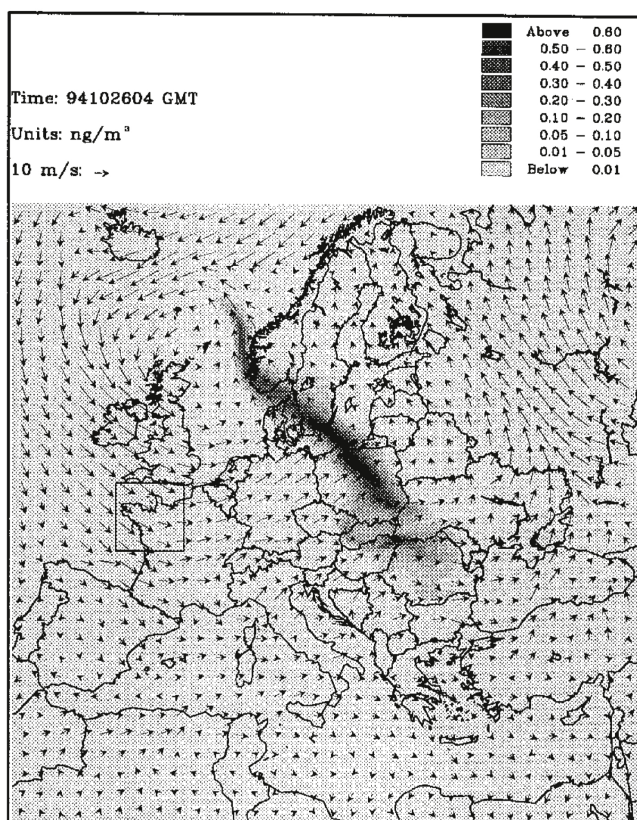 Above 0.60
0.50 – 0.60
0.40 – 0.50
0.30 – 0.40
0.20 – 0.30
0.10 – 0.20
0.05 – 0.10
0.01 – 0.05
Below 0.01
Time: 94102604 GMT
Units: ng/m³
10 m/s: →